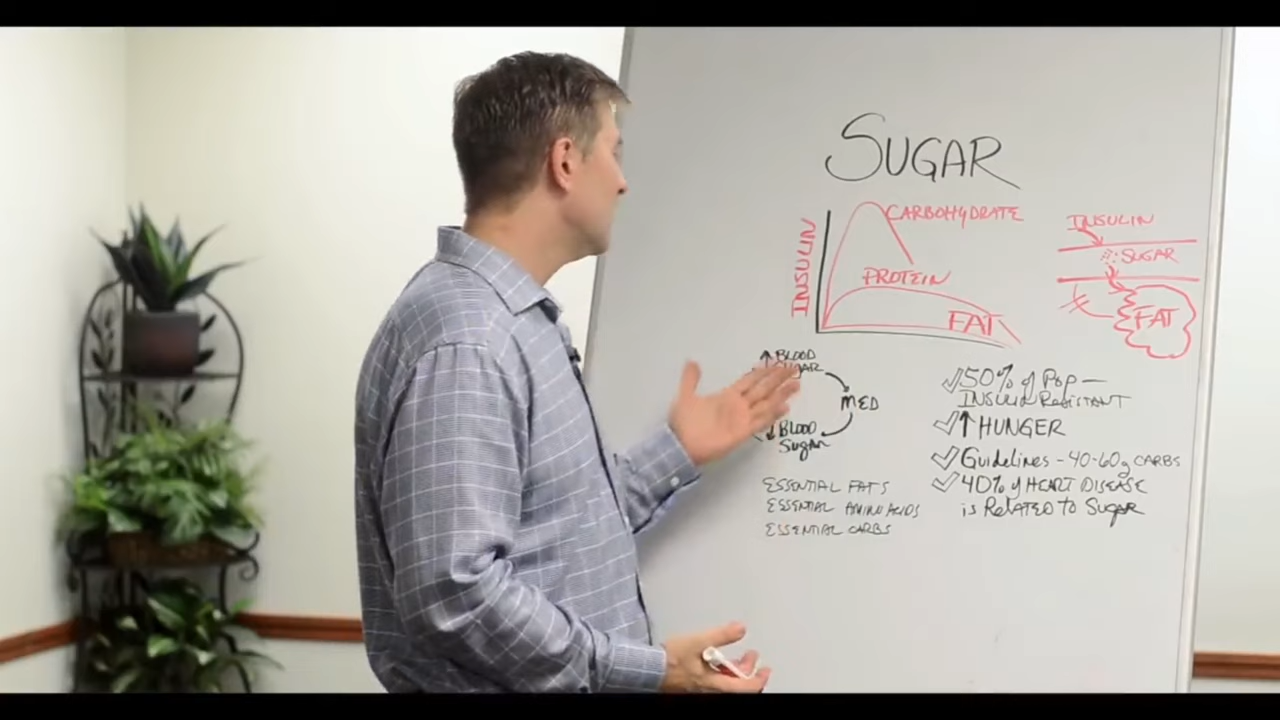 SUGAR
INSULIN
CARBOHYDRATE
PROTEIN
FAT
INSULIN
SUGAR
FAT
↑ BLOOD
SUGAR
MED
↓ BLOOD
Sugar
ESSENTIAL FATS
ESSENTIAL AMINO ACIDS
ESSENTIAL CARBS
✓ 50% of Pop –
INSULIN RESISTANT
✓ ↑ HUNGER
✓ Guidelines - 40-60g CARBS
✓ 40% of HEART DISEASE
is RELATED TO Sugar